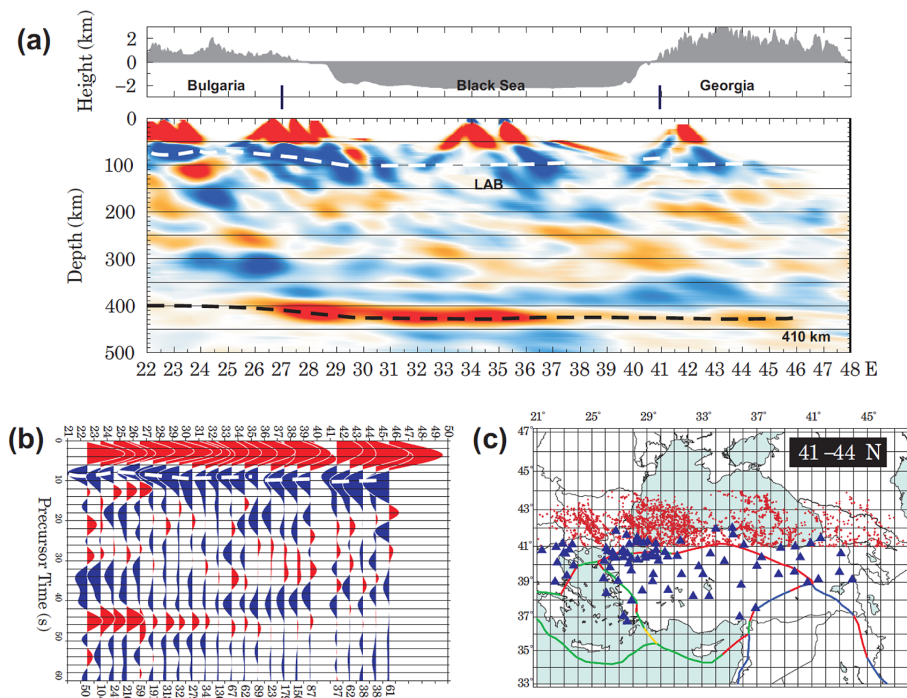 (a)
Height (km)
2
0
−2
Bulgaria
Black Sea
Georgia
Depth (km)
0
100
200
300
400
500
LAB
410 km
22 23 24 25 26 27 28 29 30 31 32 33 34 35 36 37 38 39 40 41 42 43 44 45 46 47 48 E
(b)
Precursor Time (s)
0
10
20
30
40
50
60
(c)
41–44 N
21˚ 25˚ 29˚ 33˚ 37˚ 41˚ 45˚
47˚
45˚
43˚
41˚
39˚
37˚
35˚
33˚